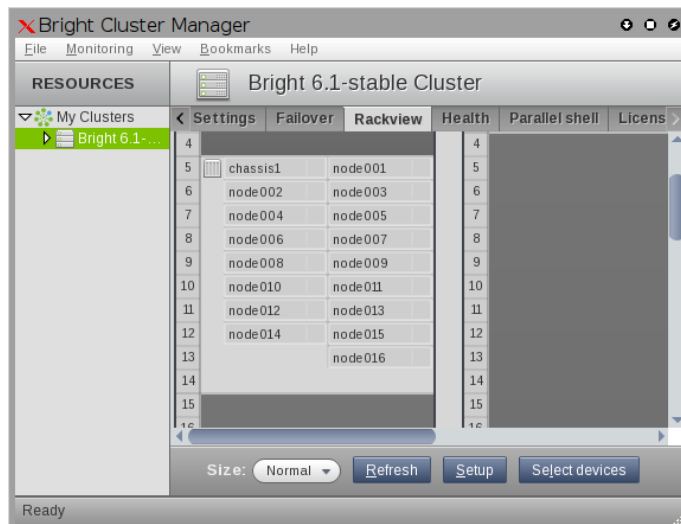 Bright Cluster Manager
File Monitoring View Bookmarks Help
RESOURCES
Bright 6.1-stable Cluster
My Clusters
Bright 6.1-...
Settings Failover Rackview Health Parallel shell Licens
4 4
5 chassis1 node001 5
6 node002 node003 6
7 node004 node005 7
8 node006 node007 8
9 node008 node009 9
10 node010 node011 10
11 node012 node013 11
12 node014 node015 12
13 node016 13
14 14
15 15
16 16
Size: Normal Refresh Setup Select devices
Ready